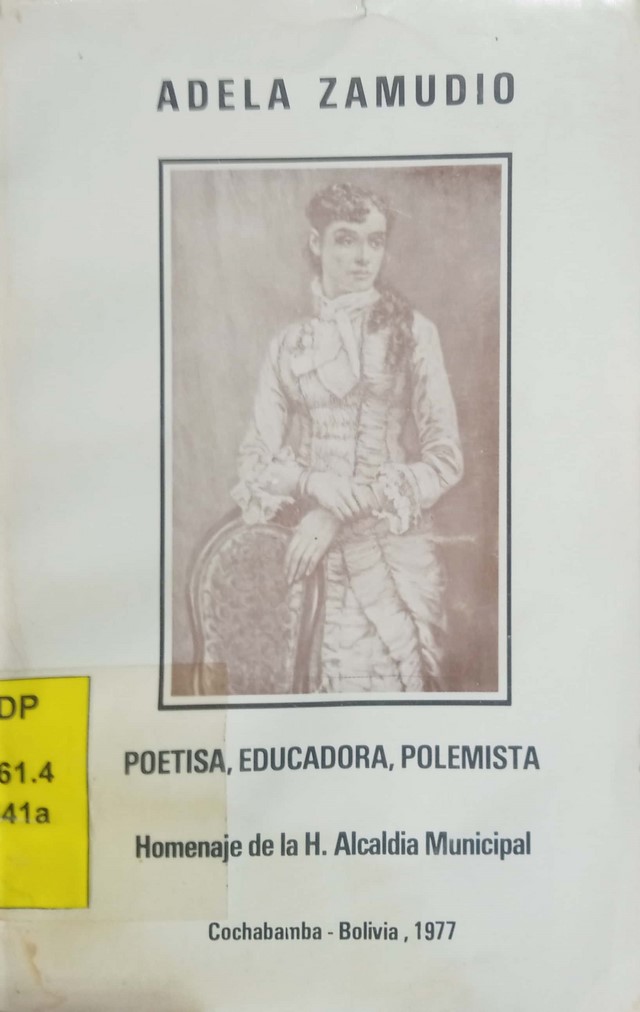 ADELA ZAMUDIO
DP
61.4
41a
POETISA, EDUCADORA, POLEMISTA
Homenaje de la H. Alcaldia Municipal
Cochabamba - Bolivia , 1977